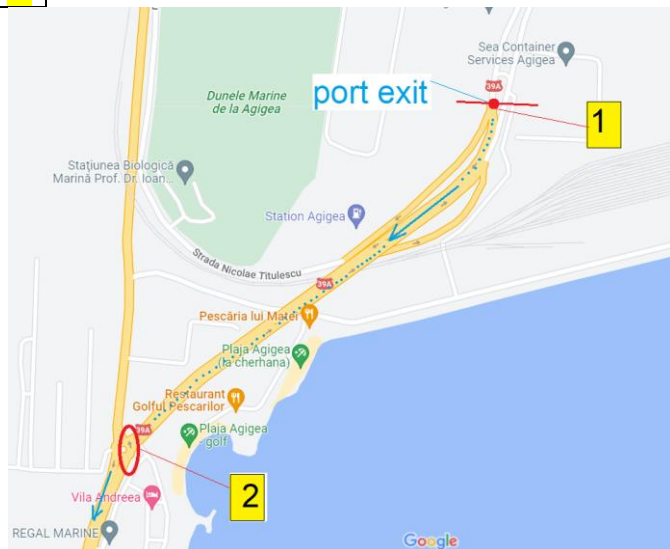 Sea Container
Services Agigea
39A
port exit
1
Dunele Marine
de la Agigea
Stațiunea Biologică
Marină Prof. Dr. Ioan...
Station Agigea
Strada Nicolae Titulescu
39A
Pescăria lui Matei
Plaja Agigea
(la cherhana)
Restaurant
Golful Pescarilor
39A
Plaja Agigea
- golf
Vila Andreea
2
REGAL MARINE
Google